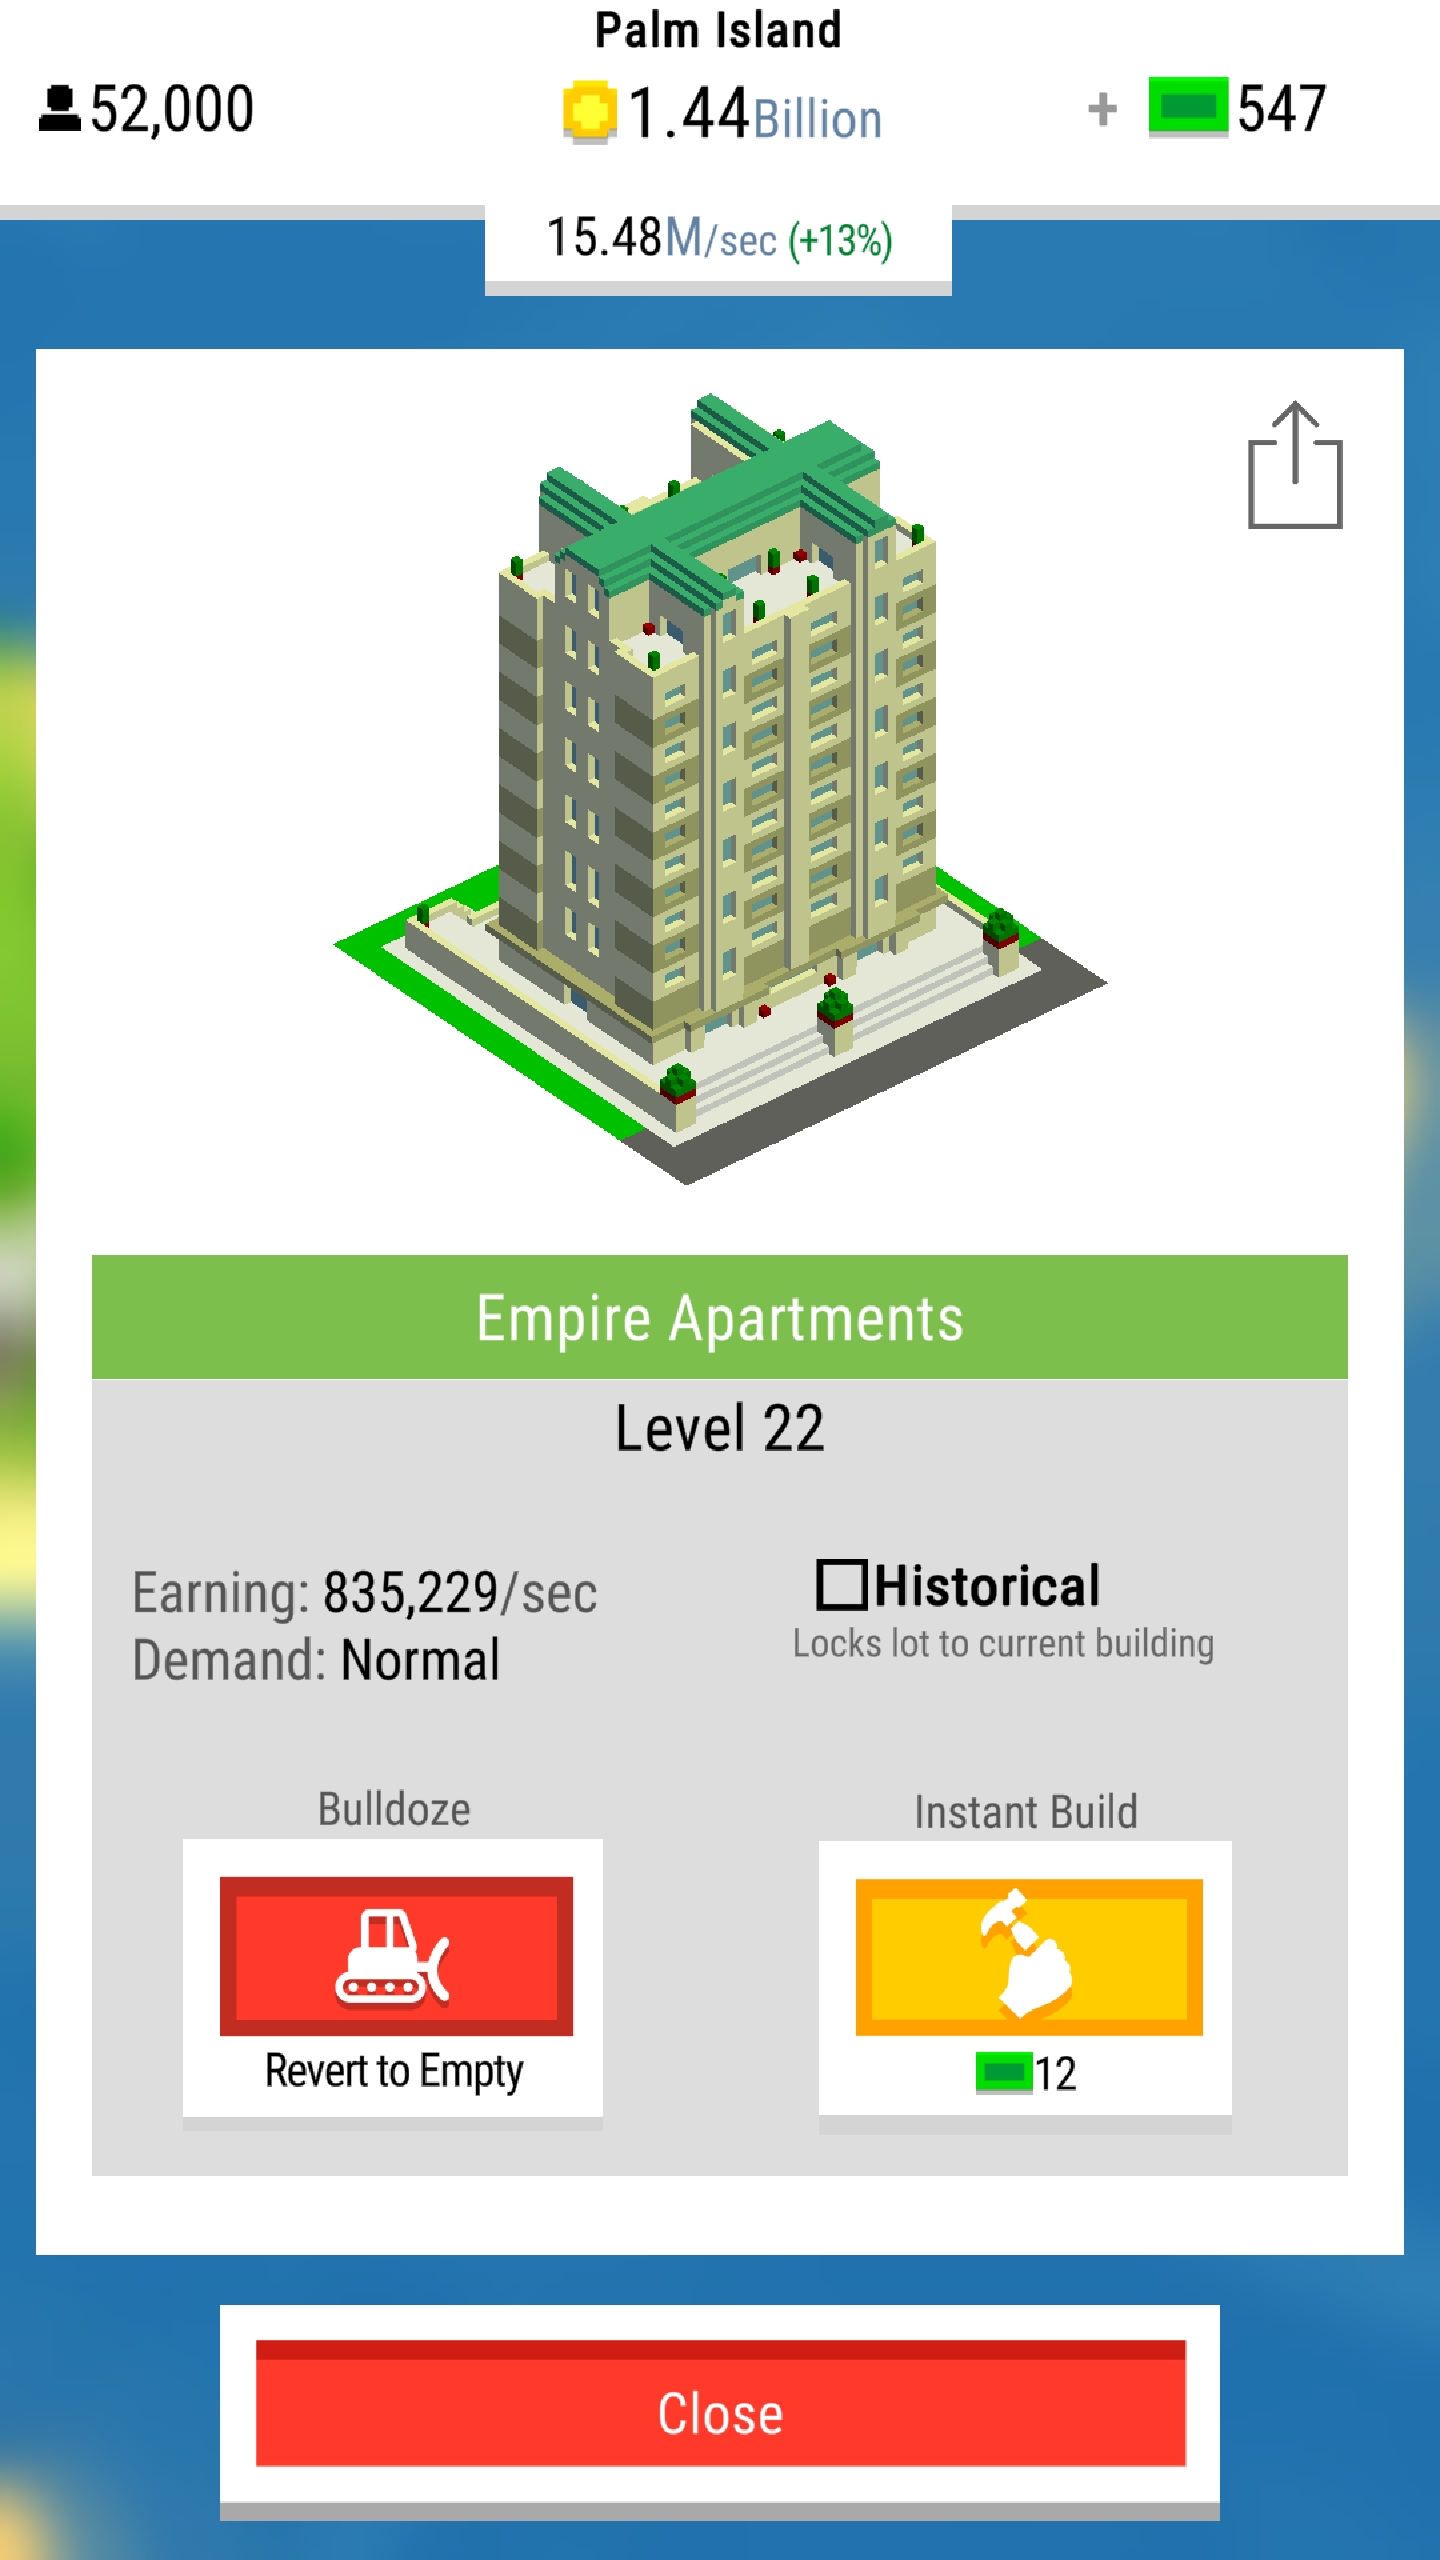 Palm Island
52,000
1.44Billion
+ 547
15.48M/sec (+13%)
Empire Apartments
Level 22
Earning: 835,229/sec
Demand: Normal
Historical
Locks lot to current building
Bulldoze
Revert to Empty
Instant Build
12
Close